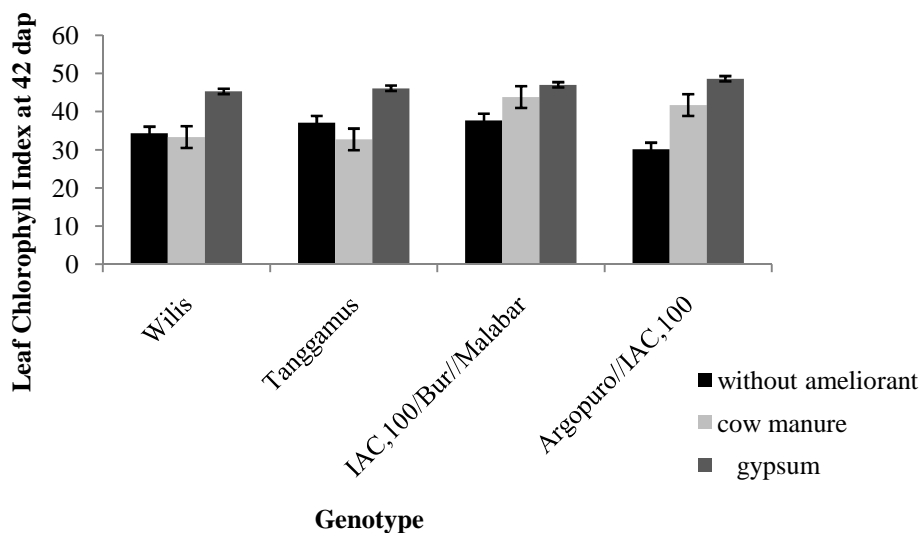 Leaf Chlorophyll Index at 42 dap
60
50
40
30
20
10
0
Wilis
Tanggamus
IAC,100/Bur//Malabar
Argopuro//IAC,100
without ameliorant
cow manure
gypsum
Genotype